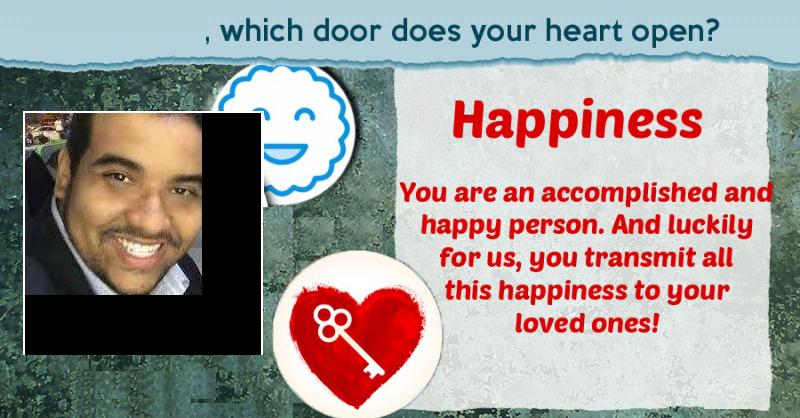 , which door does your heart open?
Happiness
You are an accomplished and
happy person. And luckily
for us, you transmit all
this happiness to your
loved ones!